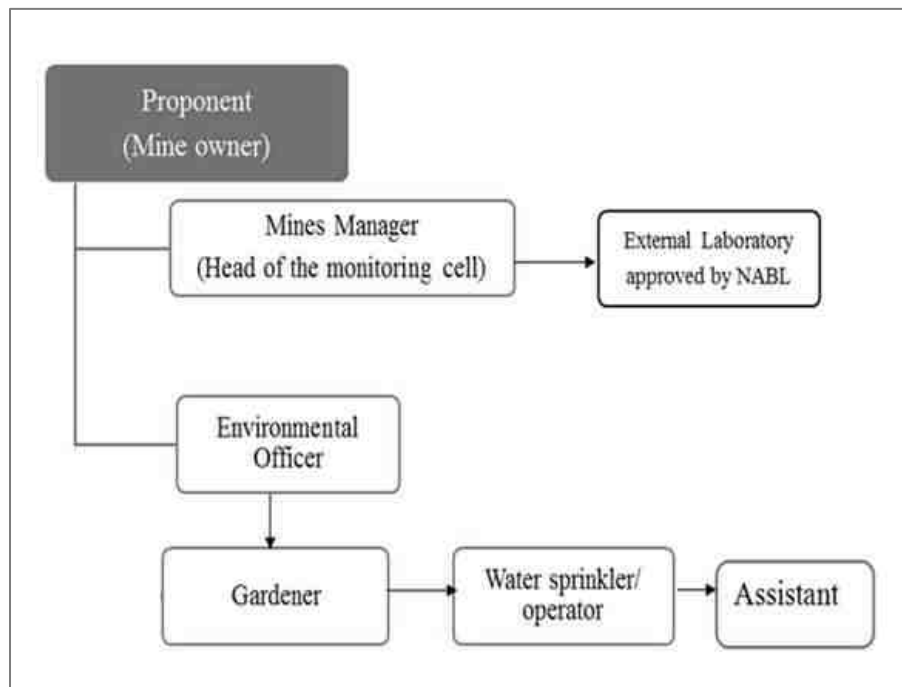 Proponent
(Mine owner)
Mines Manager
(Head of the monitoring cell)
External Laboratory
approved by NABL
Environmental
Officer
Gardener
Water sprinkler/
operator
Assistant